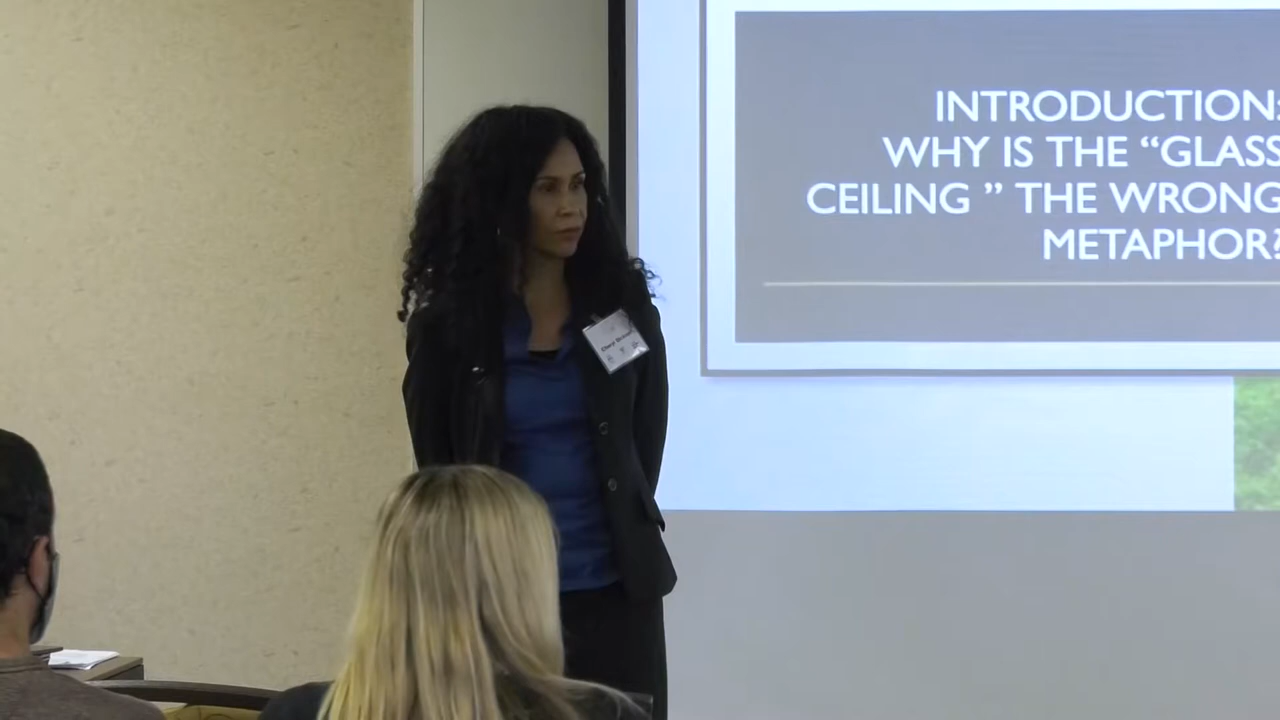 INTRODUCTION:
WHY IS THE “GLASS
CEILING ” THE WRONG
METAPHOR?